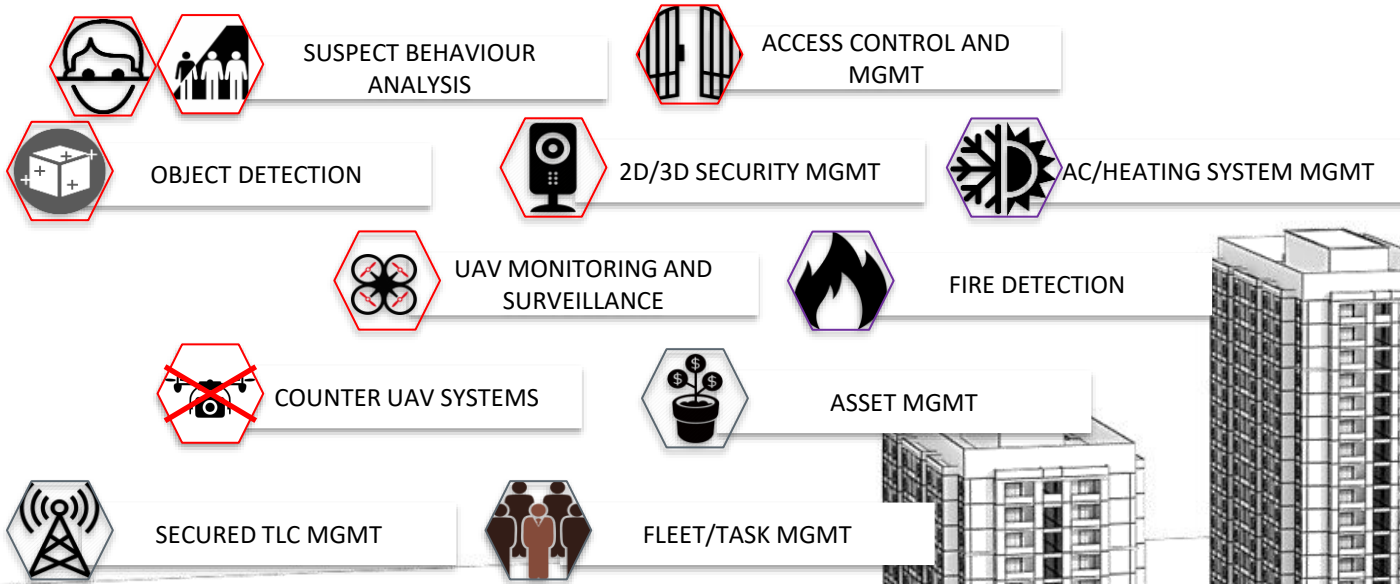 SUSPECT BEHAVIOUR
ANALYSIS
ACCESS CONTROL AND
MGMT
OBJECT DETECTION
2D/3D SECURITY MGMT
AC/HEATING SYSTEM MGMT
UAV MONITORING AND
SURVEILLANCE
FIRE DETECTION
COUNTER UAV SYSTEMS
$ $ $
ASSET MGMT
SECURED TLC MGMT
FLEET/TASK MGMT